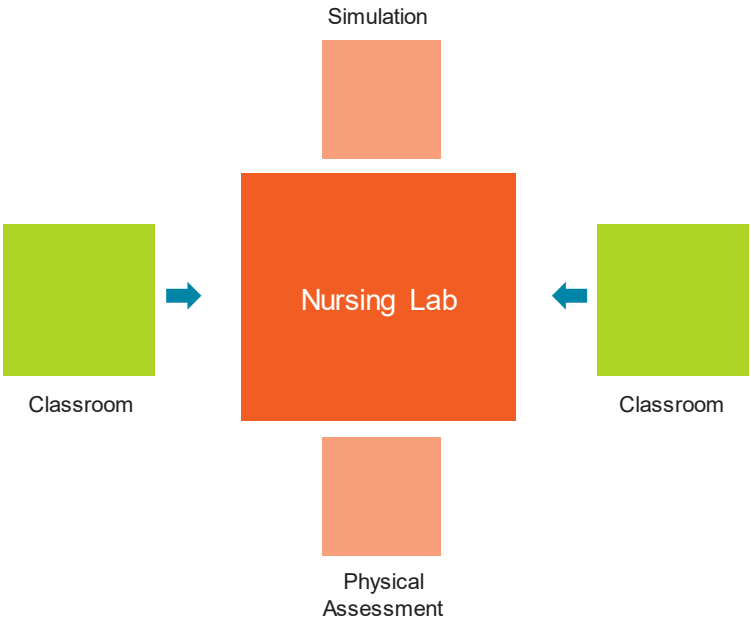 Simulation
Nursing Lab
Classroom
Classroom
Physical
Assessment